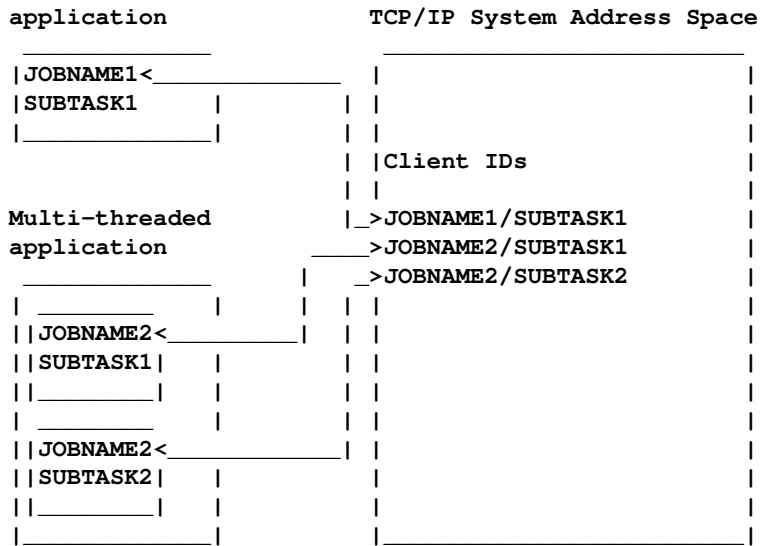 application TCP/IP System Address Space
JOBNAME1<
SUBTASK1
Client IDs
Multi-threaded >JOBNAME1/SUBTASK1
application >JOBNAME2/SUBTASK1
>JOBNAME2/SUBTASK2
JOBNAME2<
SUBTASK1
JOBNAME2<
SUBTASK2